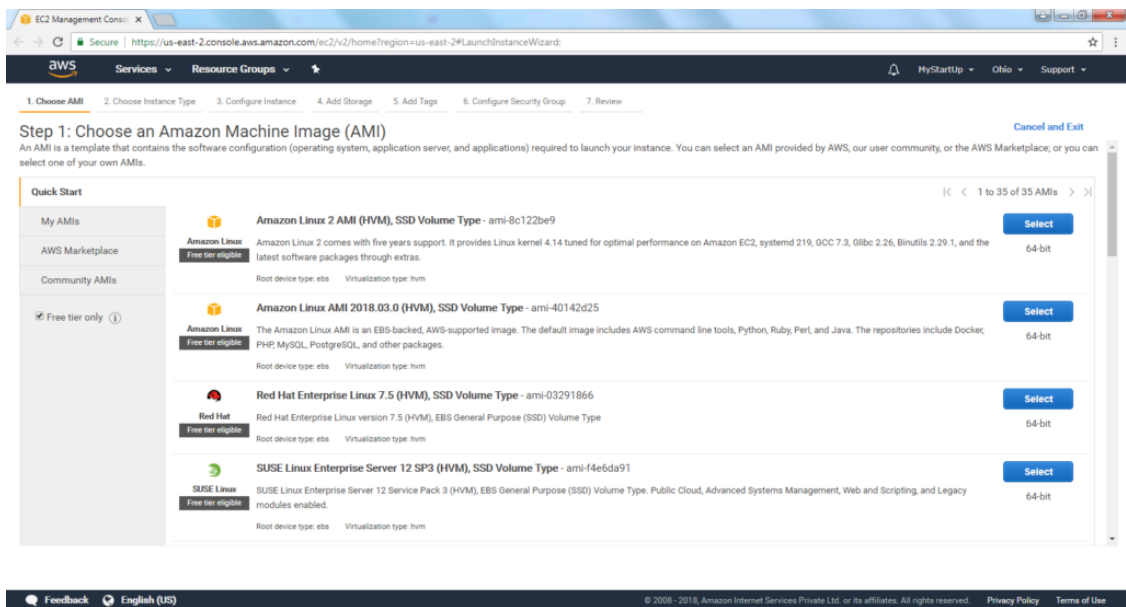 EC2 Management Conso
Secure | https://us-east-2.console.aws.amazon.com/ec2/v2/home?region=us-east-2#LaunchInstanceWizard:
aws Services Resource Groups MyStartUp Ohio Support
1. Choose AMI 2. Choose Instance Type 3. Configure Instance 4. Add Storage 5. Add Tags 6. Configure Security Group 7. Review
Step 1: Choose an Amazon Machine Image (AMI)
Cancel and Exit
An AMI is a template that contains the software configuration (operating system, application server, and applications) required to launch your instance. You can select an AMI provided by AWS, our user community, or the AWS Marketplace; or you can
select one of your own AMIs.
Quick Start
1 to 35 of 35 AMIs
My AMIs
AWS Marketplace
Community AMIs
Free tier only
Amazon Linux
Free tier eligible
Amazon Linux 2 AMI (HVM), SSD Volume Type - ami-8c122be9
Amazon Linux 2 comes with five years support. It provides Linux kernel 4.14 tuned for optimal performance on Amazon EC2, systemd 219, GCC 7.3, Glibc 2.26, Binutils 2.29.1, and the
latest software packages through extras.
Root device type: ebs Virtualization type: hvm
Select
64-bit
Amazon Linux
Free tier eligible
Amazon Linux AMI 2018.03.0 (HVM), SSD Volume Type - ami-40142d25
The Amazon Linux AMI is an EBS-backed, AWS-supported image. The default image includes AWS command line tools, Python, Ruby, Perl, and Java. The repositories include Docker,
PHP, MySQL, PostgreSQL, and other packages.
Root device type: ebs Virtualization type: hvm
Select
64-bit
Red Hat
Free tier eligible
Red Hat Enterprise Linux 7.5 (HVM), SSD Volume Type - ami-03291866
Red Hat Enterprise Linux version 7.5 (HVM), EBS General Purpose (SSD) Volume Type
Root device type: ebs Virtualization type: hvm
Select
64-bit
SUSE Linux
Free tier eligible
SUSE Linux Enterprise Server 12 SP3 (HVM), SSD Volume Type - ami-f4e6da91
SUSE Linux Enterprise Server 12 Service Pack 3 (HVM), EBS General Purpose (SSD) Volume Type. Public Cloud, Advanced Systems Management, Web and Scripting, and Legacy
modules enabled.
Root device type: ebs Virtualization type: hvm
Select
64-bit
Feedback English (US) © 2008 - 2018, Amazon Internet Services Private Ltd. or its affiliates. All rights reserved. Privacy Policy Terms of Use